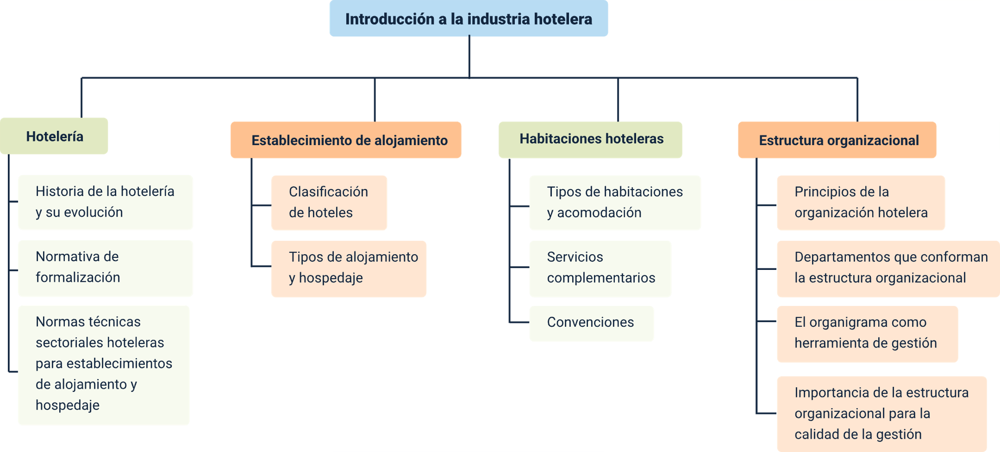 Introducción a la industria hotelera
Hotelería
Historia de la hotelería
y su evolución
Normativa de
formalización
Normas técnicas
sectoriales hoteleras
para establecimientos
de alojamiento y
hospedaje
Establecimiento de alojamiento
Clasificación
de hoteles
Tipos de alojamiento
y hospedaje
Habitaciones hoteleras
Tipos de habitaciones
y acomodación
Servicios
complementarios
Convenciones
Estructura organizacional
Principios de la
organización hotelera
Departamentos que conforman
la estructura organizacional
El organigrama como
herramienta de gestión
Importancia de la estructura
organizacional para la
calidad de la gestión